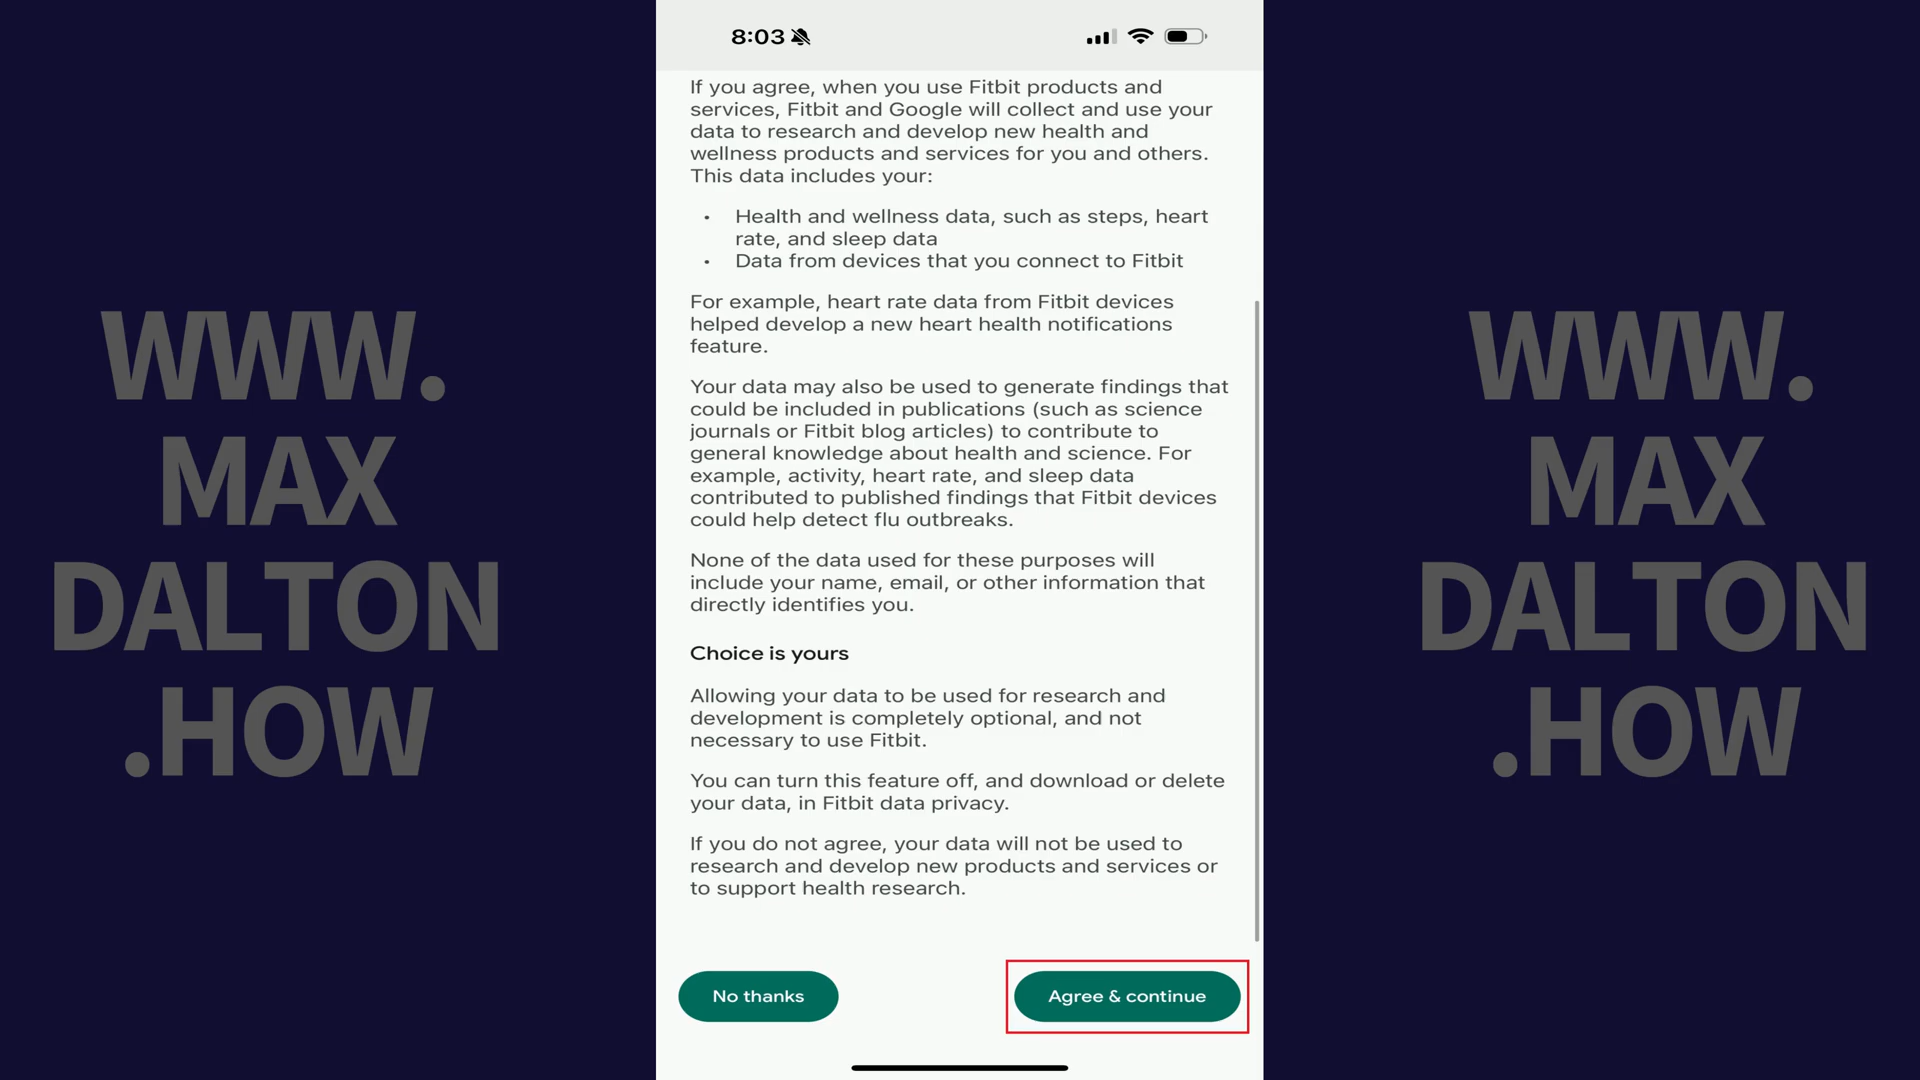 WWW.
MAX
DALTON
.HOW
8:03
If you agree, when you use Fitbit products and
services, Fitbit and Google will collect and use your
data to research and develop new health and
wellness products and services for you and others.
This data includes your:
• Health and wellness data, such as steps, heart
rate, and sleep data
• Data from devices that you connect to Fitbit
For example, heart rate data from Fitbit devices
helped develop a new heart health notifications
feature.
Your data may also be used to generate findings that
could be included in publications (such as science
journals or Fitbit blog articles) to contribute to
general knowledge about health and science. For
example, activity, heart rate, and sleep data
contributed to published findings that Fitbit devices
could help detect flu outbreaks.
None of the data used for these purposes will
include your name, email, or other information that
directly identifies you.
Choice is yours
Allowing your data to be used for research and
development is completely optional, and not
necessary to use Fitbit.
You can turn this feature off, and download or delete
your data, in Fitbit data privacy.
If you do not agree, your data will not be used to
research and develop new products and services or
to support health research.
No thanks
Agree & continue
WWW.
MAX
DALTON
.HOW